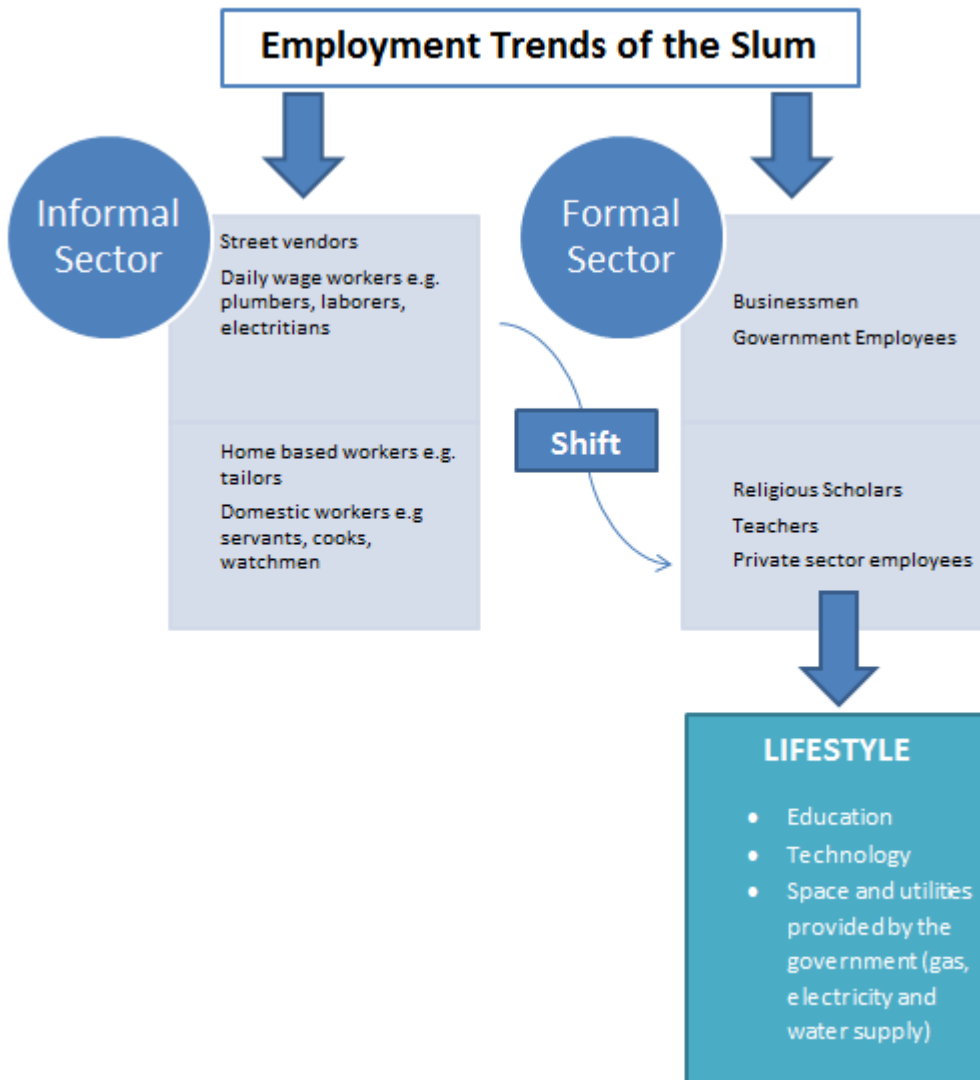 Employment Trends of the Slum
Informal
Sector
Street vendors
Daily wage workers e.g.
plumbers, laborers,
electritians
Home based workers e.g.
tailors
Domestic workers e.g
servants, cooks,
watchmen
Shift
Formal
Sector
Businessmen
Government Employees
Religious Scholars
Teachers
Private sector employees
LIFESTYLE
• Education
• Technology
• Space and utilities
provided by the
government (gas,
electricity and
water supply)